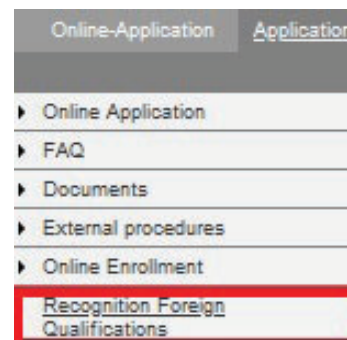 Online-Application Application
Online Application
FAQ
Documents
External procedures
Online Enrollment
Recognition Foreign
Qualifications